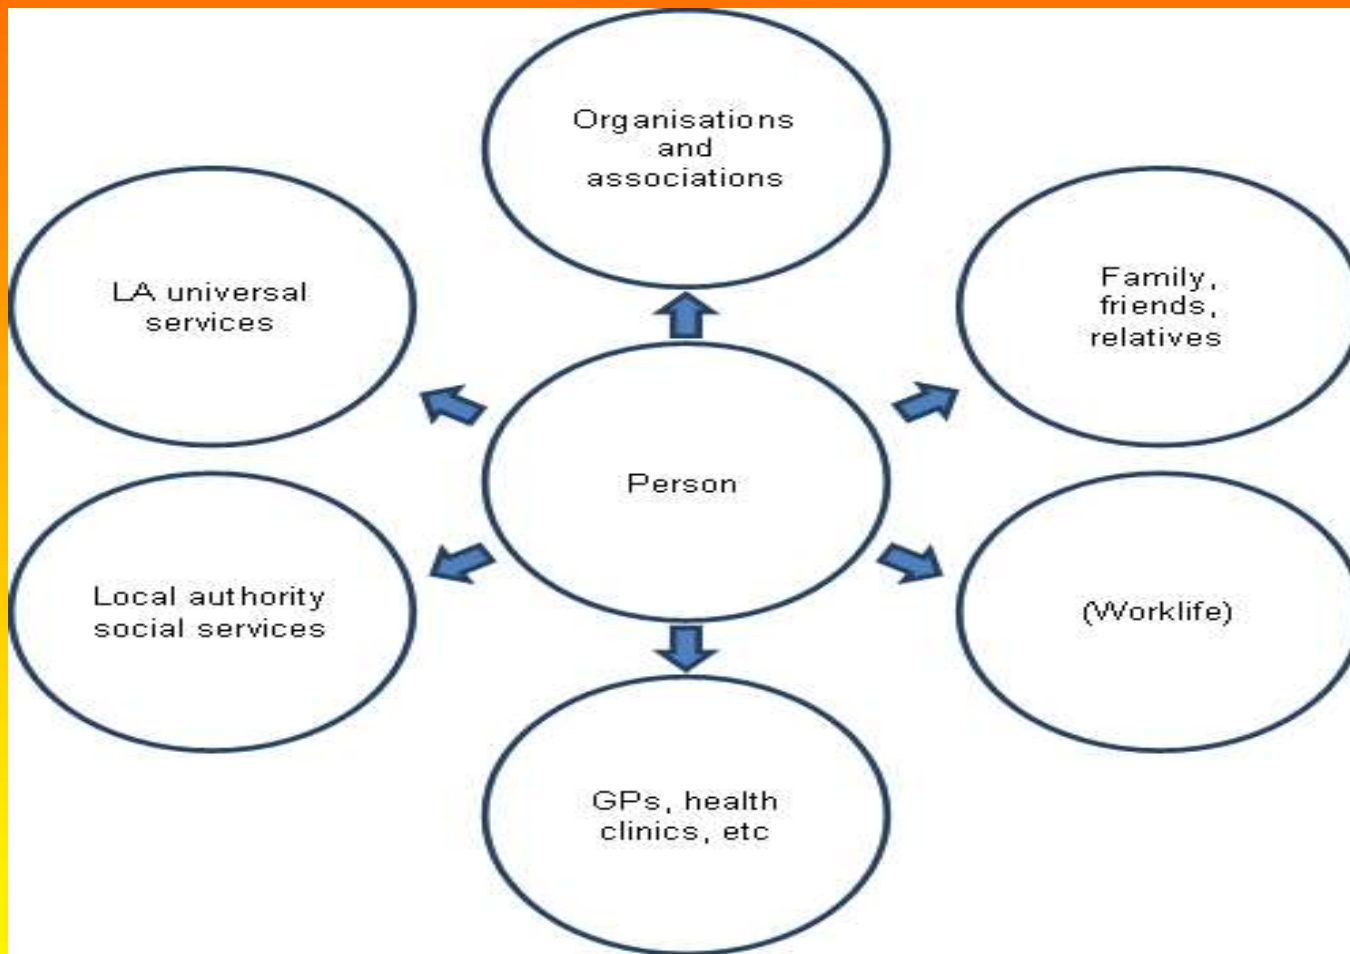 Organisations
and
associations
LA universal
services
Family,
friends,
relatives
Person
Local authority
social services
(Worklife)
GPs, health
clinics, etc